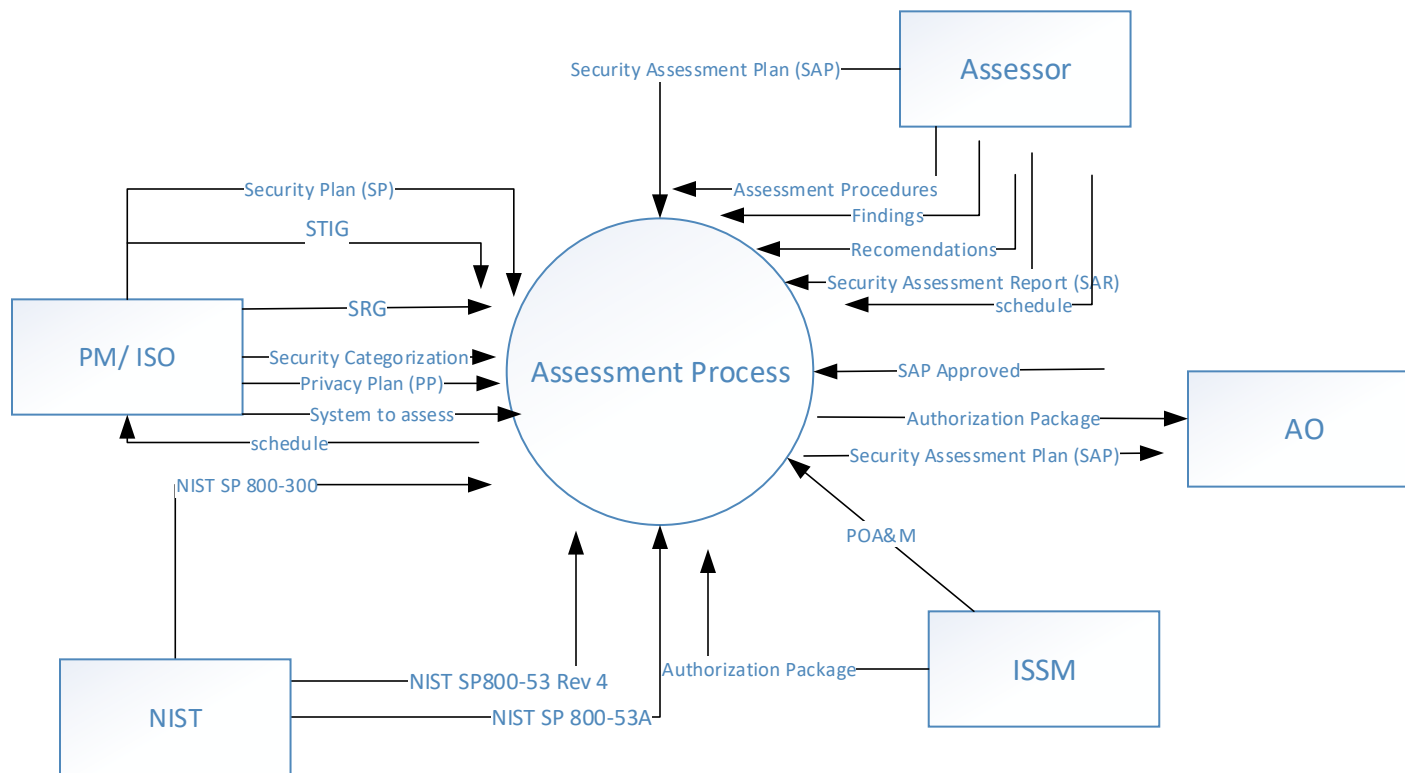 Assessor
Security Assessment Plan (SAP)
Security Plan (SP)
Assessment Procedures
Findings
STIG
Recomendations
Security Assessment Report (SAR)
schedule
SRG
PM/ ISO
Security Categorization
Assessment Process
SAP Approved
Privacy Plan (PP)
System to assess
Authorization Package
AO
schedule
Security Assessment Plan (SAP)
NIST SP 800-300
POA&M
Authorization Package
ISSM
NIST SP800-53 Rev 4
NIST
NIST SP 800-53A